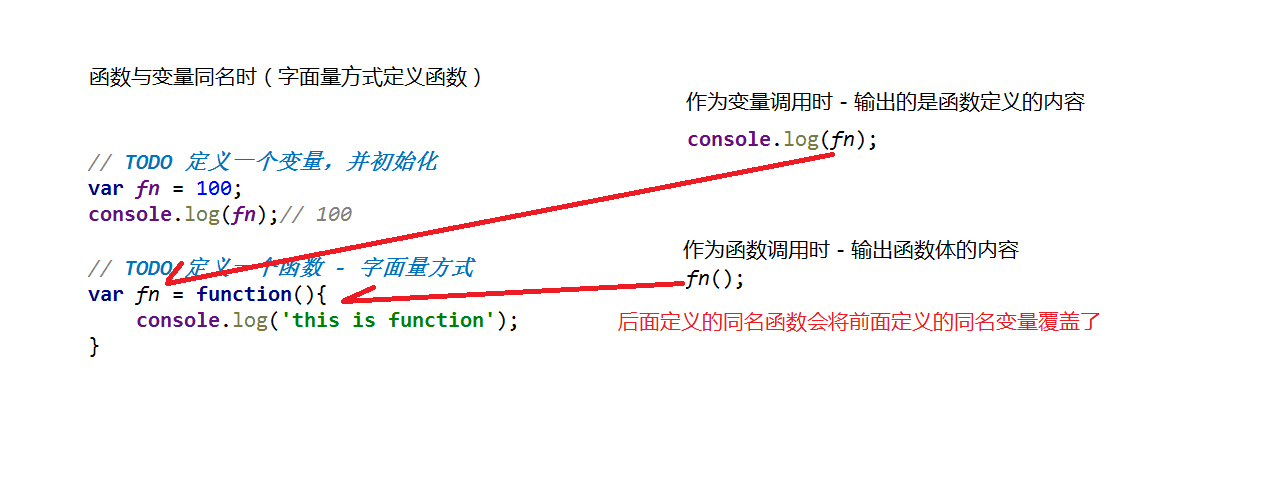 函数与变量同名时（字面量方式定义函数）
// TODO 定义一个变量，并初始化
var fn = 100;
console.log(fn);// 100
// TODO 定义一个函数 - 字面量方式
var fn = function(){
    console.log('this is function');
}
作为变量调用时 - 输出的是函数定义的内容
console.log(fn);
作为函数调用时 - 输出函数体的内容
fn();
后面定义的同名函数会将前面定义的同名变量覆盖了